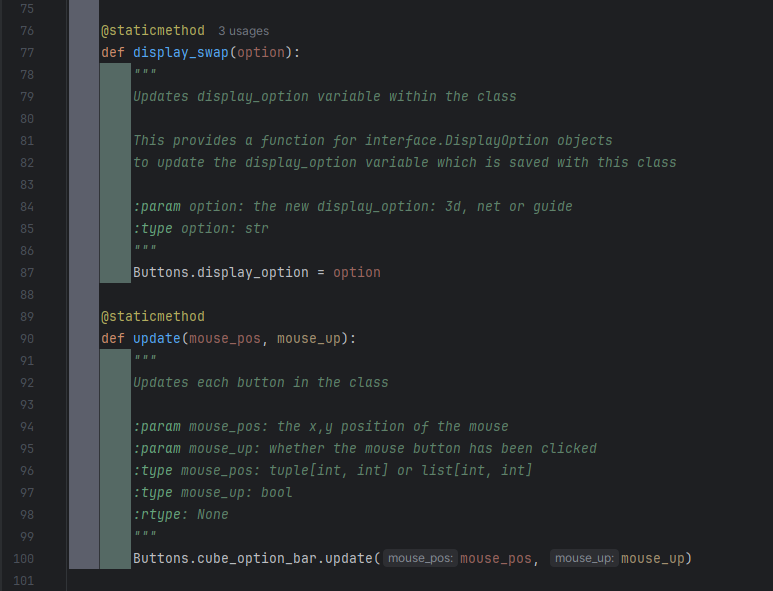 75
76 @staticmethod 3 usages
77 def display_swap(option):
78 """
79 Updates display_option variable within the class
80
81 This provides a function for interface.DisplayOption objects
82 to update the display_option variable which is saved with this class
83
84 :param option: the new display_option: 3d, net or guide
85 :type option: str
86 """
87 Buttons.display_option = option
88
89 @staticmethod
90 def update(mouse_pos, mouse_up):
91 """
92 Updates each button in the class
93
94 :param mouse_pos: the x,y position of the mouse
95 :param mouse_up: whether the mouse button has been clicked
96 :type mouse_pos: tuple[int, int] or list[int, int]
97 :type mouse_up: bool
98 :rtype: None
99 """
100 Buttons.cube_option_bar.update( mouse_pos: mouse_pos, mouse_up: mouse_up)
101